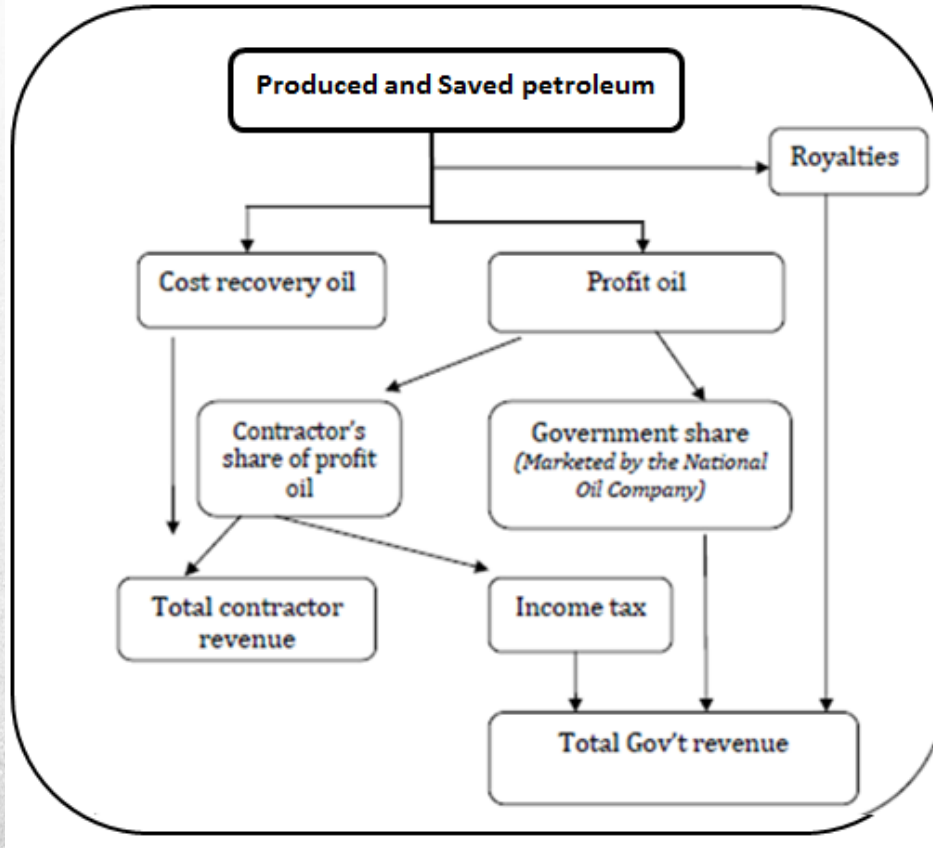 Produced and Saved petroleum
Royalties
Cost recovery oil
Profit oil
Contractor's
share of profit
oil
Government share
(Marketed by the National
Oil Company)
Total contractor
revenue
Income tax
Total Gov't revenue